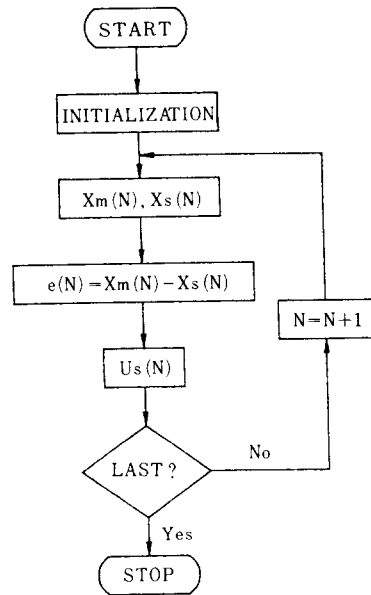 START
INITIALIZATION
Xm(N), Xs(N)
e(N)=Xm(N)-Xs(N)
N=N+1
Us(N)
LAST?
No
Yes
STOP